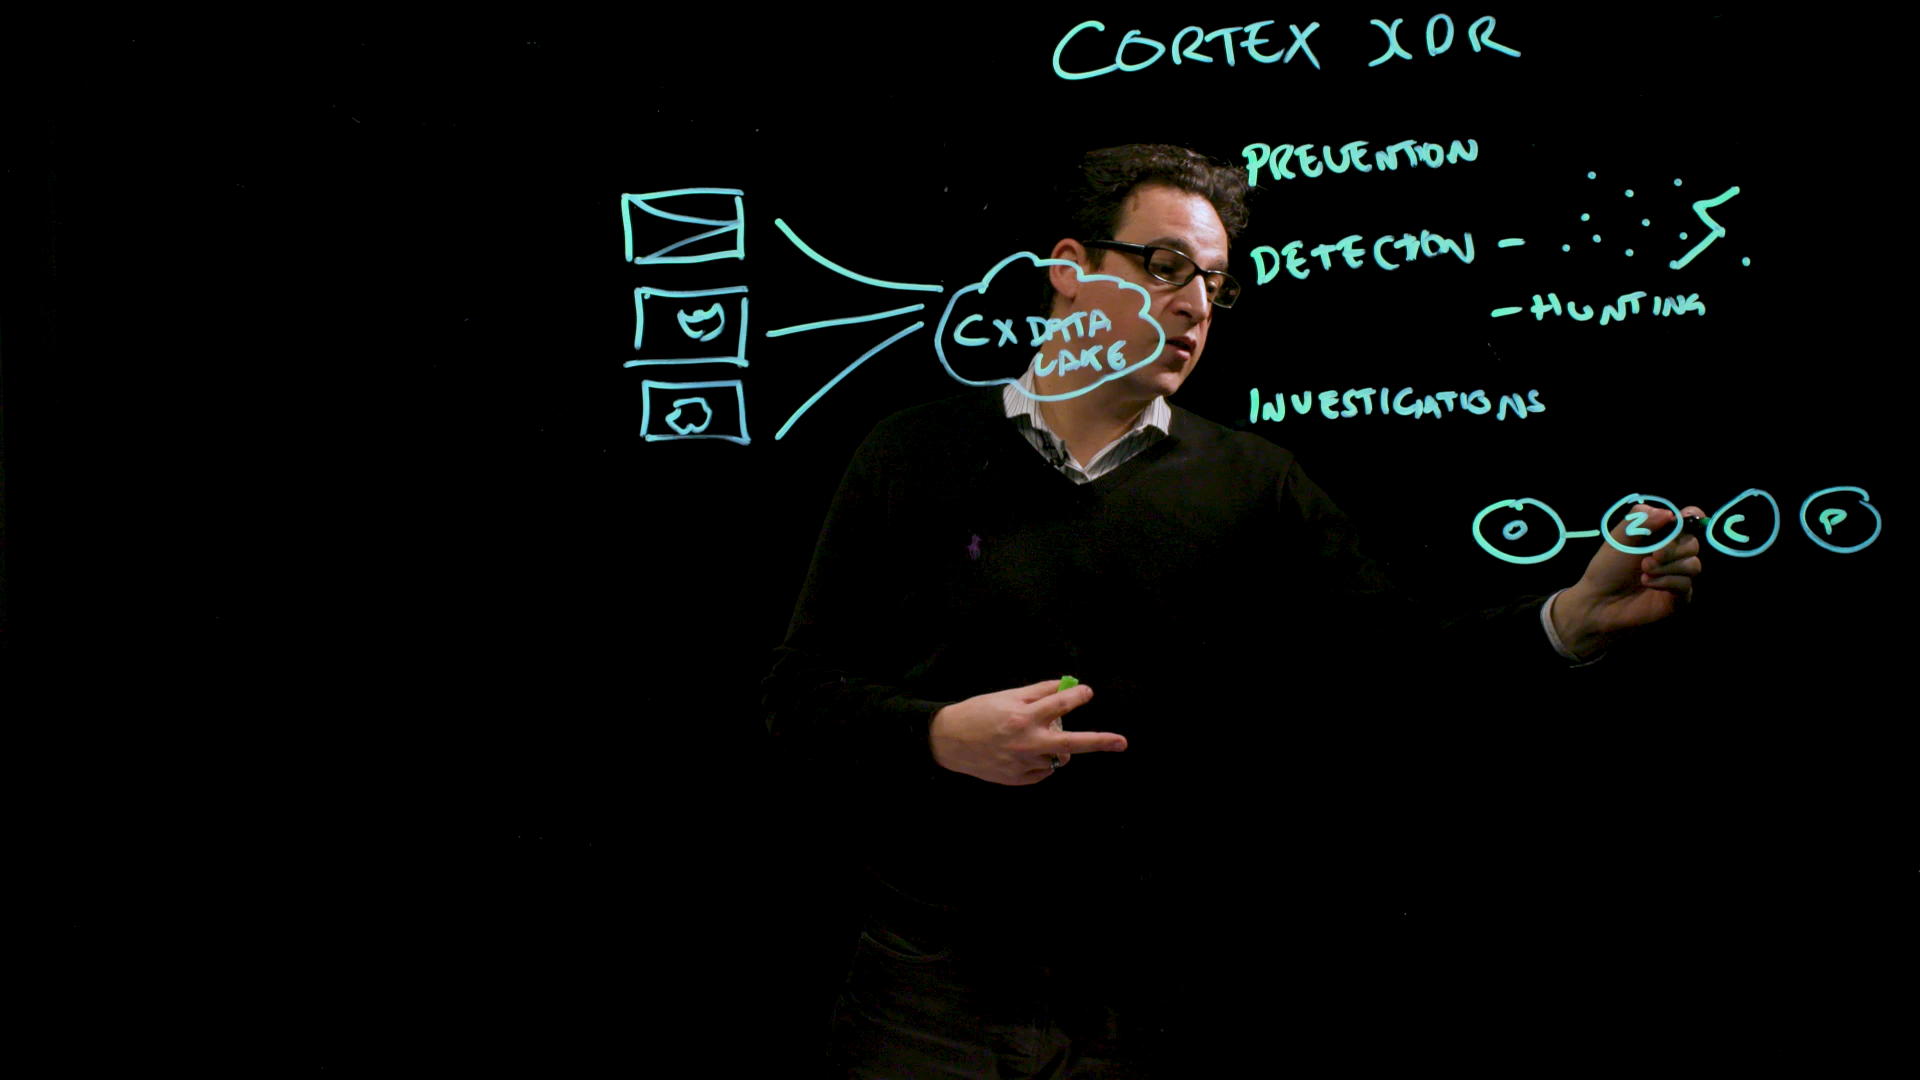 CORTEX XDR
PREVENTION
DETECTION -
- HUNTING
CX DATA
LAKE
INVESTIGATIONS
O - Z C P